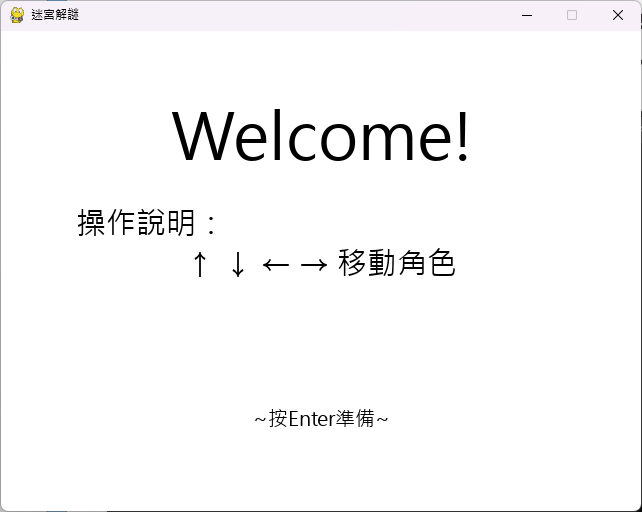 迷宮解謎
Welcome!
操作說明：
↑ ↓ ← → 移動角色
~按Enter準備~